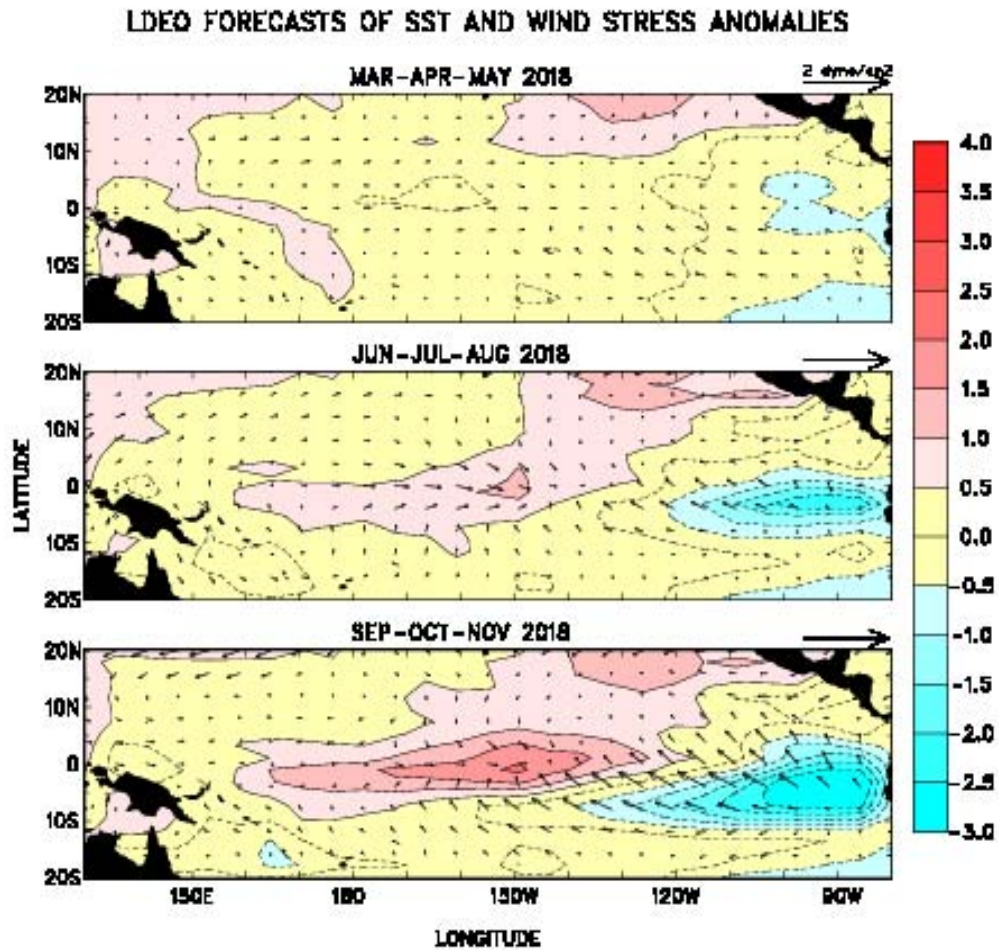 LDEO FORECASTS OF SST AND WIND STRESS ANOMALIES
MAR-APR-MAY 2018
2 dyne/cm2
20N
10N
0
10S
20S
JUN-JUL-AUG 2018
20N
10N
0
10S
20S
SEP-OCT-NOV 2018
20N
10N
0
10S
20S
150E 180 150W 120W 90W
LATITUDE
LONGITUDE
4.0
3.5
3.0
2.5
2.0
1.5
1.0
0.5
0.0
-0.5
-1.0
-1.5
-2.0
-2.5
-3.0